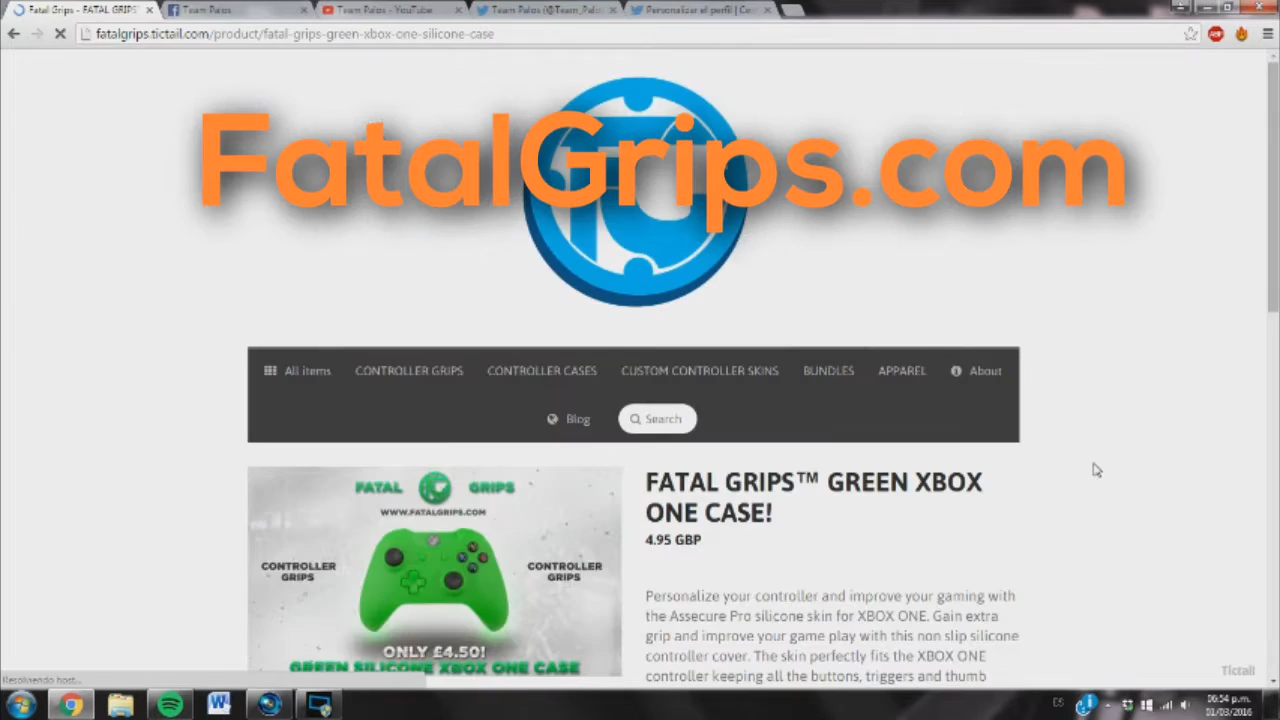 Fatal Grips - FATAL GRIPS
Team Palos
Team Palos - YouTube
Team Palos (@Team_Palos
Personalizar el perfil | Cen
fatalgrips.tictail.com/product/fatal-grips-green-xbox-one-silicone-case
ABP
FatalGrips.com
All items
CONTROLLER GRIPS
CONTROLLER CASES
CUSTOM CONTROLLER SKINS
BUNDLES
APPAREL
About
Blog
Search
FATAL GRIPS
WWW.FATALGRIPS.COM
CONTROLLER
GRIPS
CONTROLLER
GRIPS
ONLY £4.50!
GREEN SILICONE XBOX ONE CASE
FATAL GRIPS™ GREEN XBOX
ONE CASE!
4.95 GBP
Personalize your controller and improve your gaming with
the Assecure Pro silicone skin for XBOX ONE. Gain extra
grip and improve your game play with this non slip silicone
controller cover. The skin perfectly fits the XBOX ONE
controller keeping all the buttons, triggers and thumb
Tictail
Resolviendo host...
ES
06:54 p.m.
01/03/2016